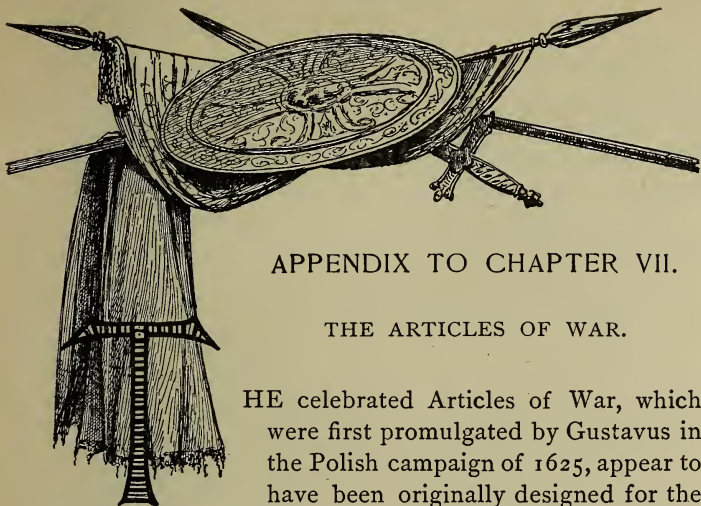 APPENDIX TO CHAPTER VII.
THE ARTICLES OF WAR.
THE celebrated Articles of War, which
were first promulgated by Gustavus in
the Polish campaign of 1625, appear to
have been originally designed for the